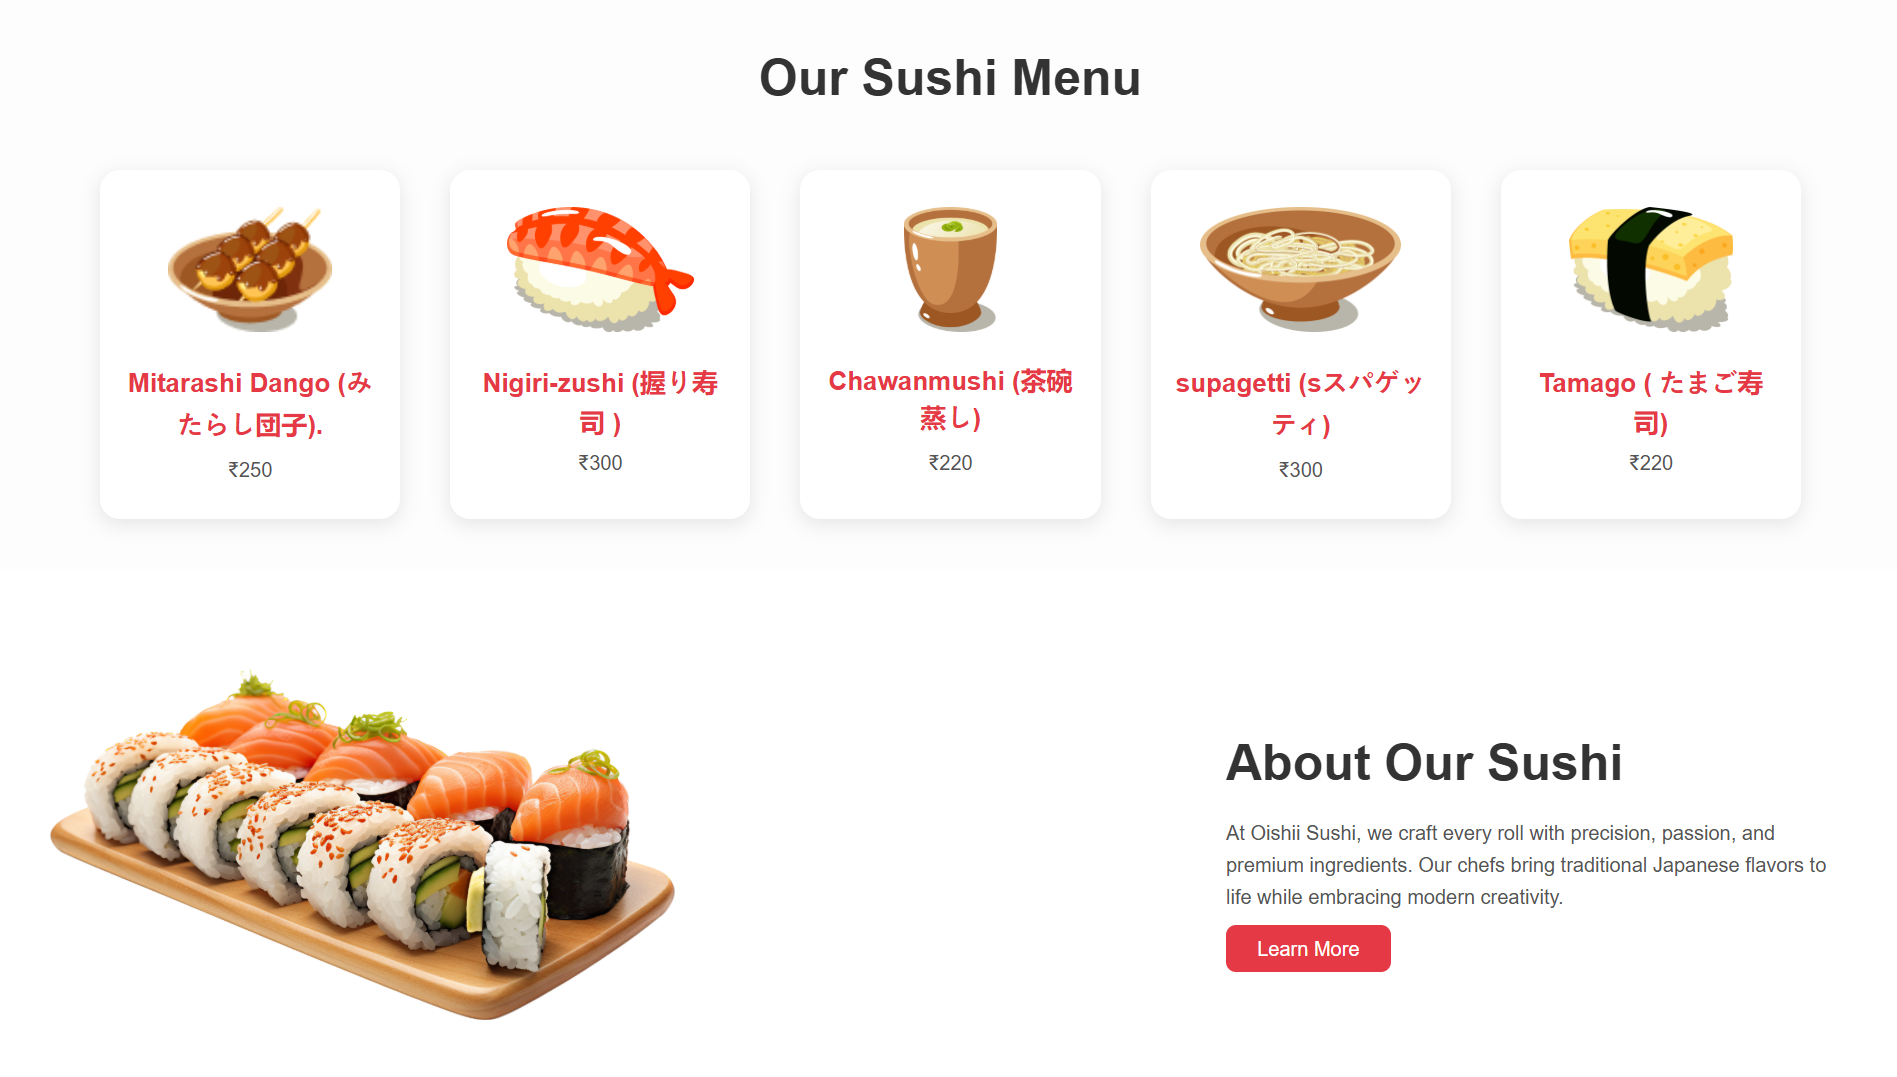 Our Sushi Menu
Mitarashi Dango (み
たらし団子).
₹250
Nigiri-zushi (握り寿
司 )
₹300
Chawanmushi (茶碗
蒸し)
₹220
supagetti (sスパゲッ
ティ)
₹300
Tamago ( たまご寿
司)
₹220
About Our Sushi
At Oishii Sushi, we craft every roll with precision, passion, and
premium ingredients. Our chefs bring traditional Japanese flavors to
life while embracing modern creativity.
Learn More